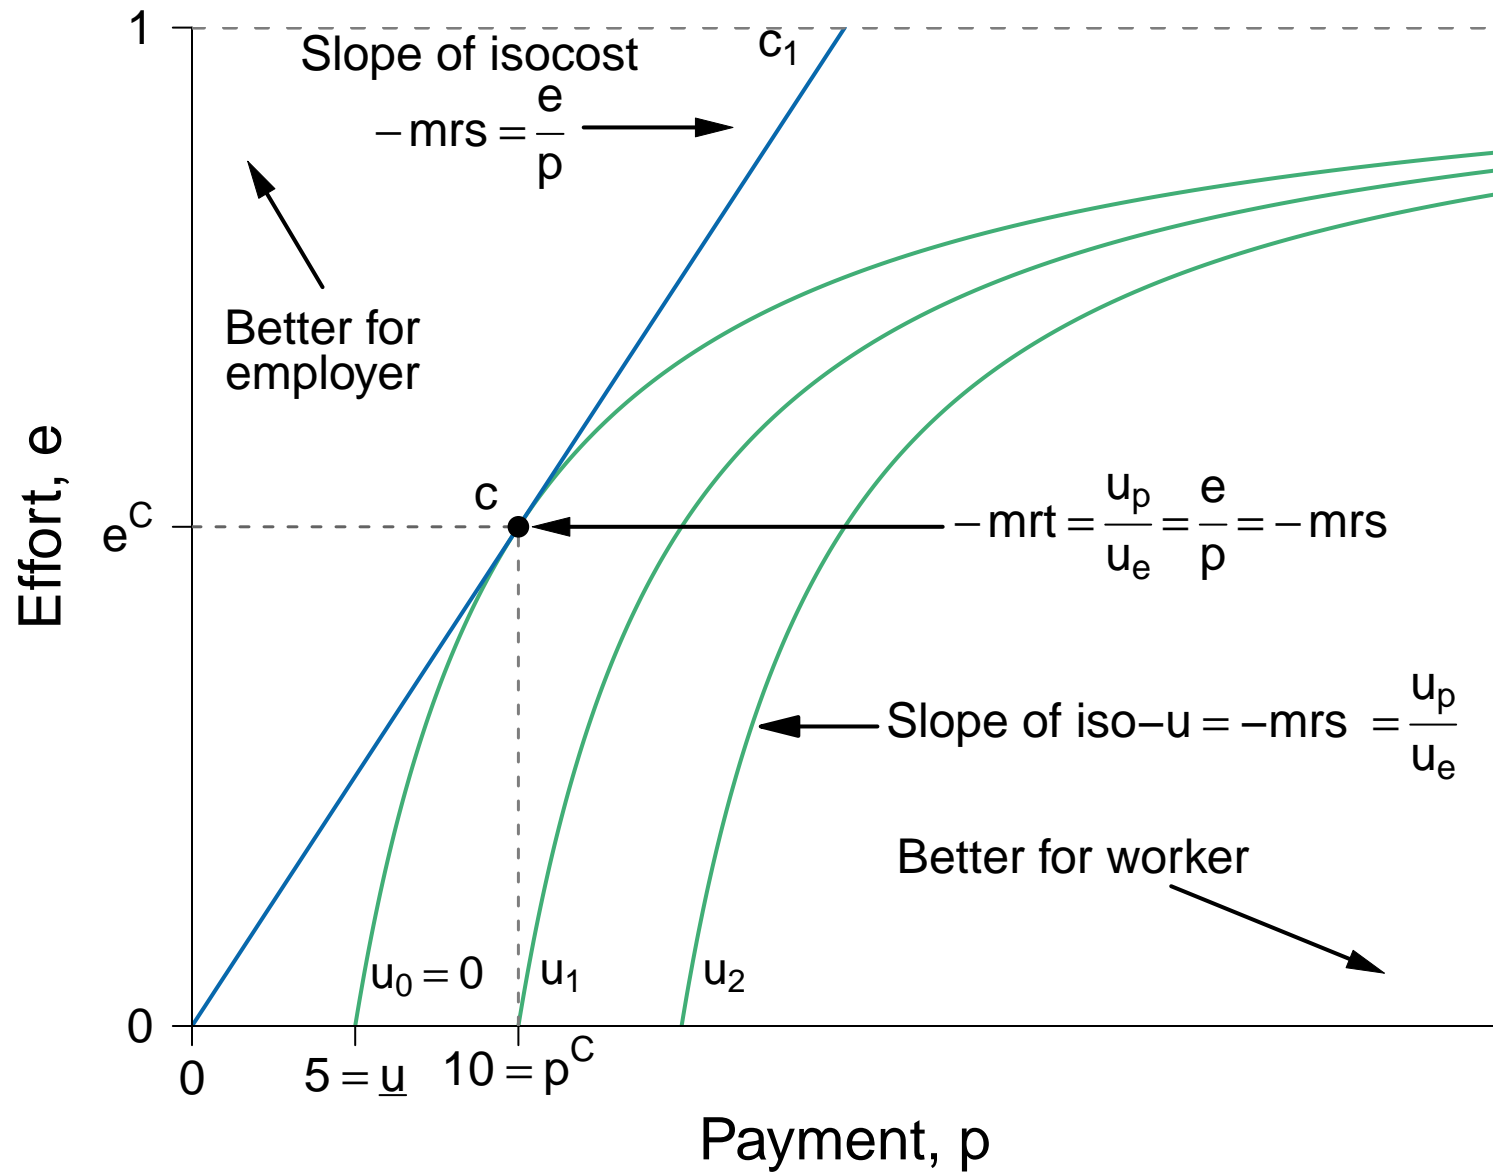 1
Slope of isocost
−mrs = e/p
c₁
Better for
employer
Effort, e
c
eᶜ
−mrt = uₚ/uₑ = e/p = −mrs
Slope of iso−u = −mrs = uₚ/uₑ
Better for worker
u₀ = 0
u₁
u₂
0
0
5 = u̲
10 = pᶜ
Payment, p